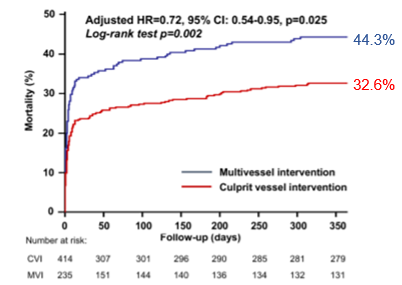 Adjusted HR=0.72, 95% CI: 0.54-0.95, p=0.025
Log-rank test p=0.002
50
40
30
20
10
0
Mortality (%)
44.3%
32.6%
Multivessel intervention
Culprit vessel intervention
0 50 100 150 200 250 300 350
Follow-up (days)
Number at risk:
CVI 414 307 301 296 290 285 281 279
MVI 235 151 144 140 136 134 132 131